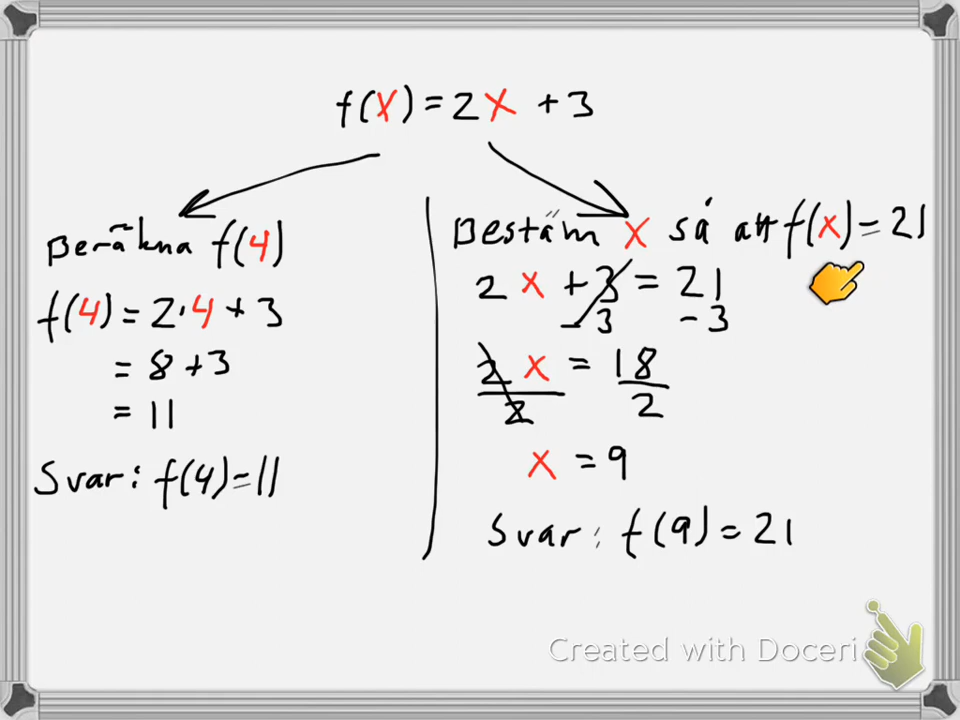 f(x) = 2x + 3
Beräkna f(4)
f(4) = 2·4 + 3
= 8 + 3
= 11
Svar: f(4) = 11
Bestäm x så att f(x) = 21
2x + 3 = 21
- 3 - 3
2x = 18
2 2
x = 9
Svar: f(9) = 21
Created with Doceri